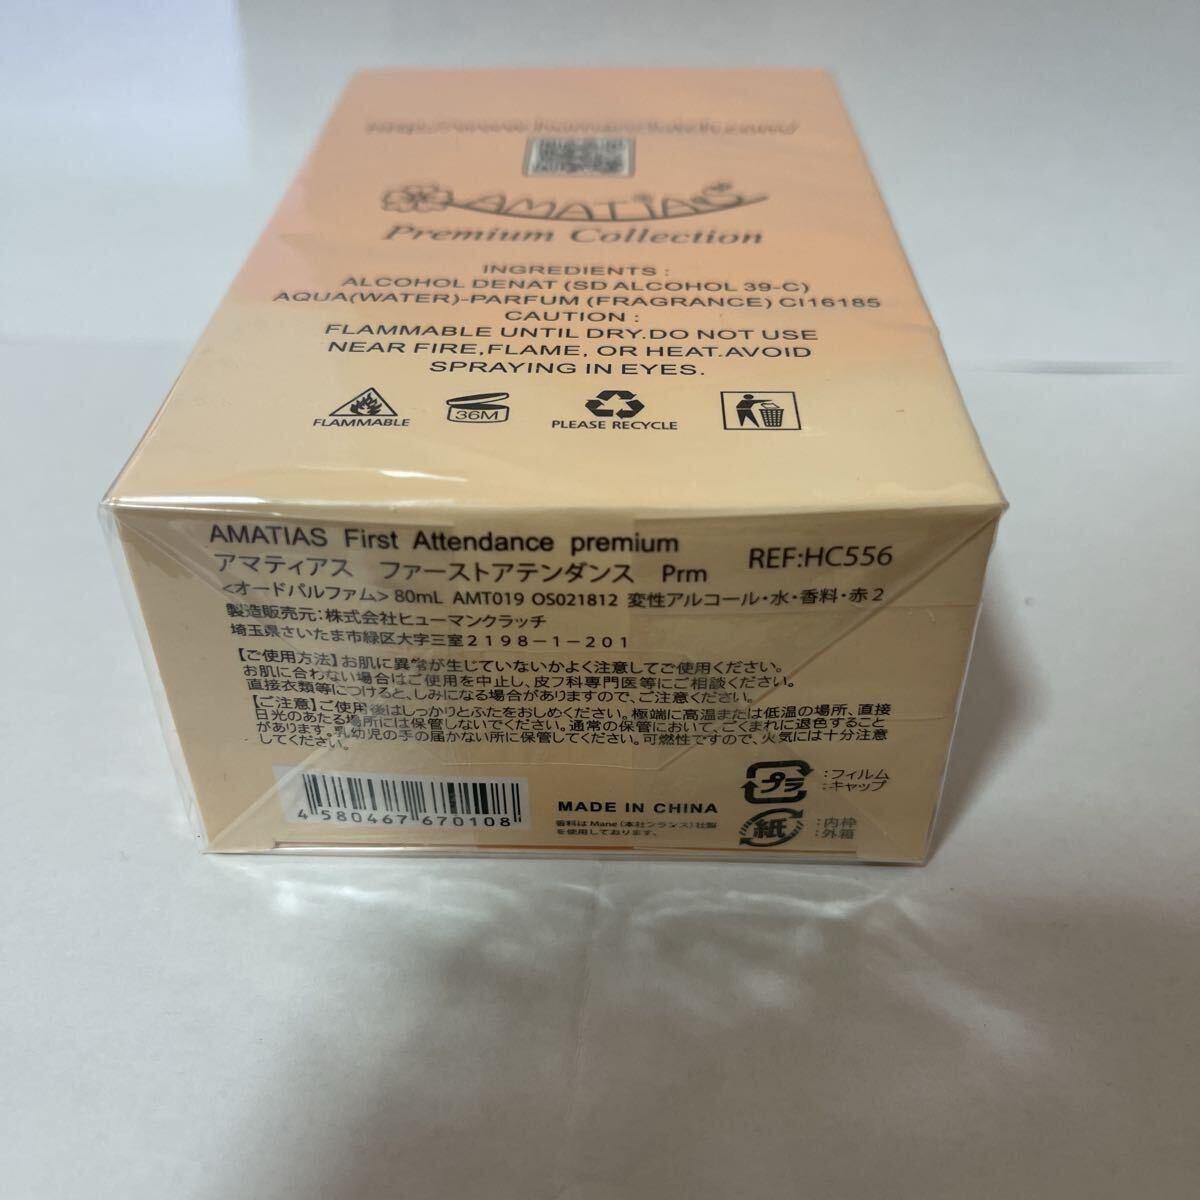 AMATIAS
Premium Collection
INGREDIENTS :
ALCOHOL DENAT (SD ALCOHOL 39-C)
AQUA(WATER)-PARFUM (FRAGRANCE) CI16185
CAUTION :
FLAMMABLE UNTIL DRY.DO NOT USE
NEAR FIRE,FLAME, OR HEAT.AVOID
SPRAYING IN EYES.
FLAMMABLE
36M
PLEASE RECYCLE
AMATIAS First Attendance premium
REF:HC556
アマティアス ファーストアテンダンス Prm
<オードパルファム> 80mL AMT019 OS021812 変性アルコール・水・香料・赤2
製造販売元:株式会社ヒューマンクラッチ
埼玉県さいたま市緑区大字三室2198-1-201
【ご使用方法】お肌に異常が生じていないかよく注意してご使用ください。
お肌に合わない場合はご使用を中止し、皮フ科専門医等にご相談ください。
直接衣類等につけると、しみになる場合がありますので、ご注意ください。
【ご注意】ご使用後はしっかりとふたをおしめください。極端に高温または低温の場所、直接
日光のあたる場所には保管しないでください。通常の保管において、ごくまれに退色すること
があります。乳幼児の手の届かない所に保管してください。可燃性ですので、火気には十分注意
してください。
4 580467 670108
MADE IN CHINA
香料は Mane (本社フランス) 社製
を使用しております。
プラ
:フィルム
:キャップ
紙
:内枠
:外箱